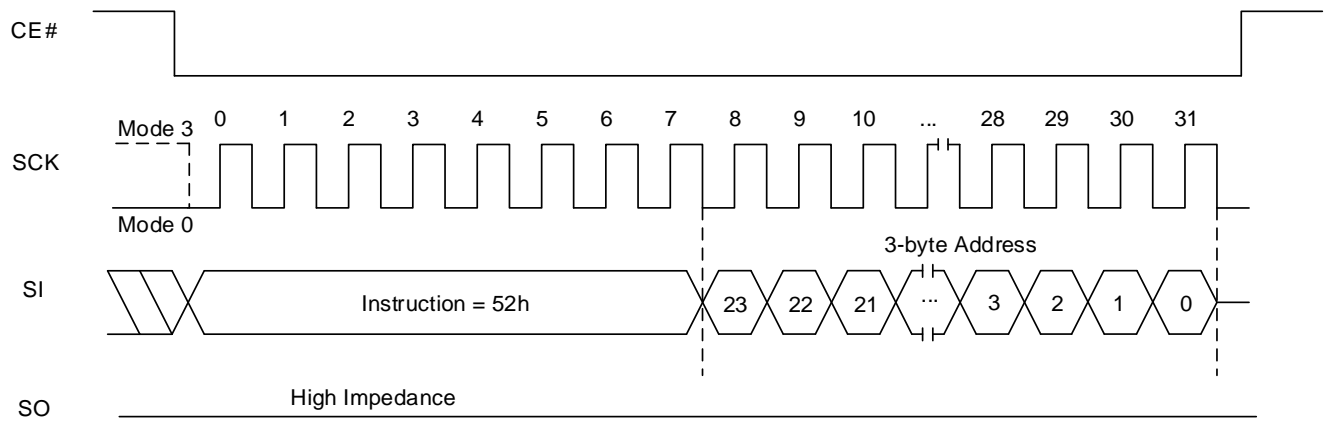 CE#
Mode 3
0 1 2 3 4 5 6 7 8 9 10 ... 28 29 30 31
SCK
Mode 0
3-byte Address
SI
Instruction = 52h
23 22 21 ... 3 2 1 0
High Impedance
SO